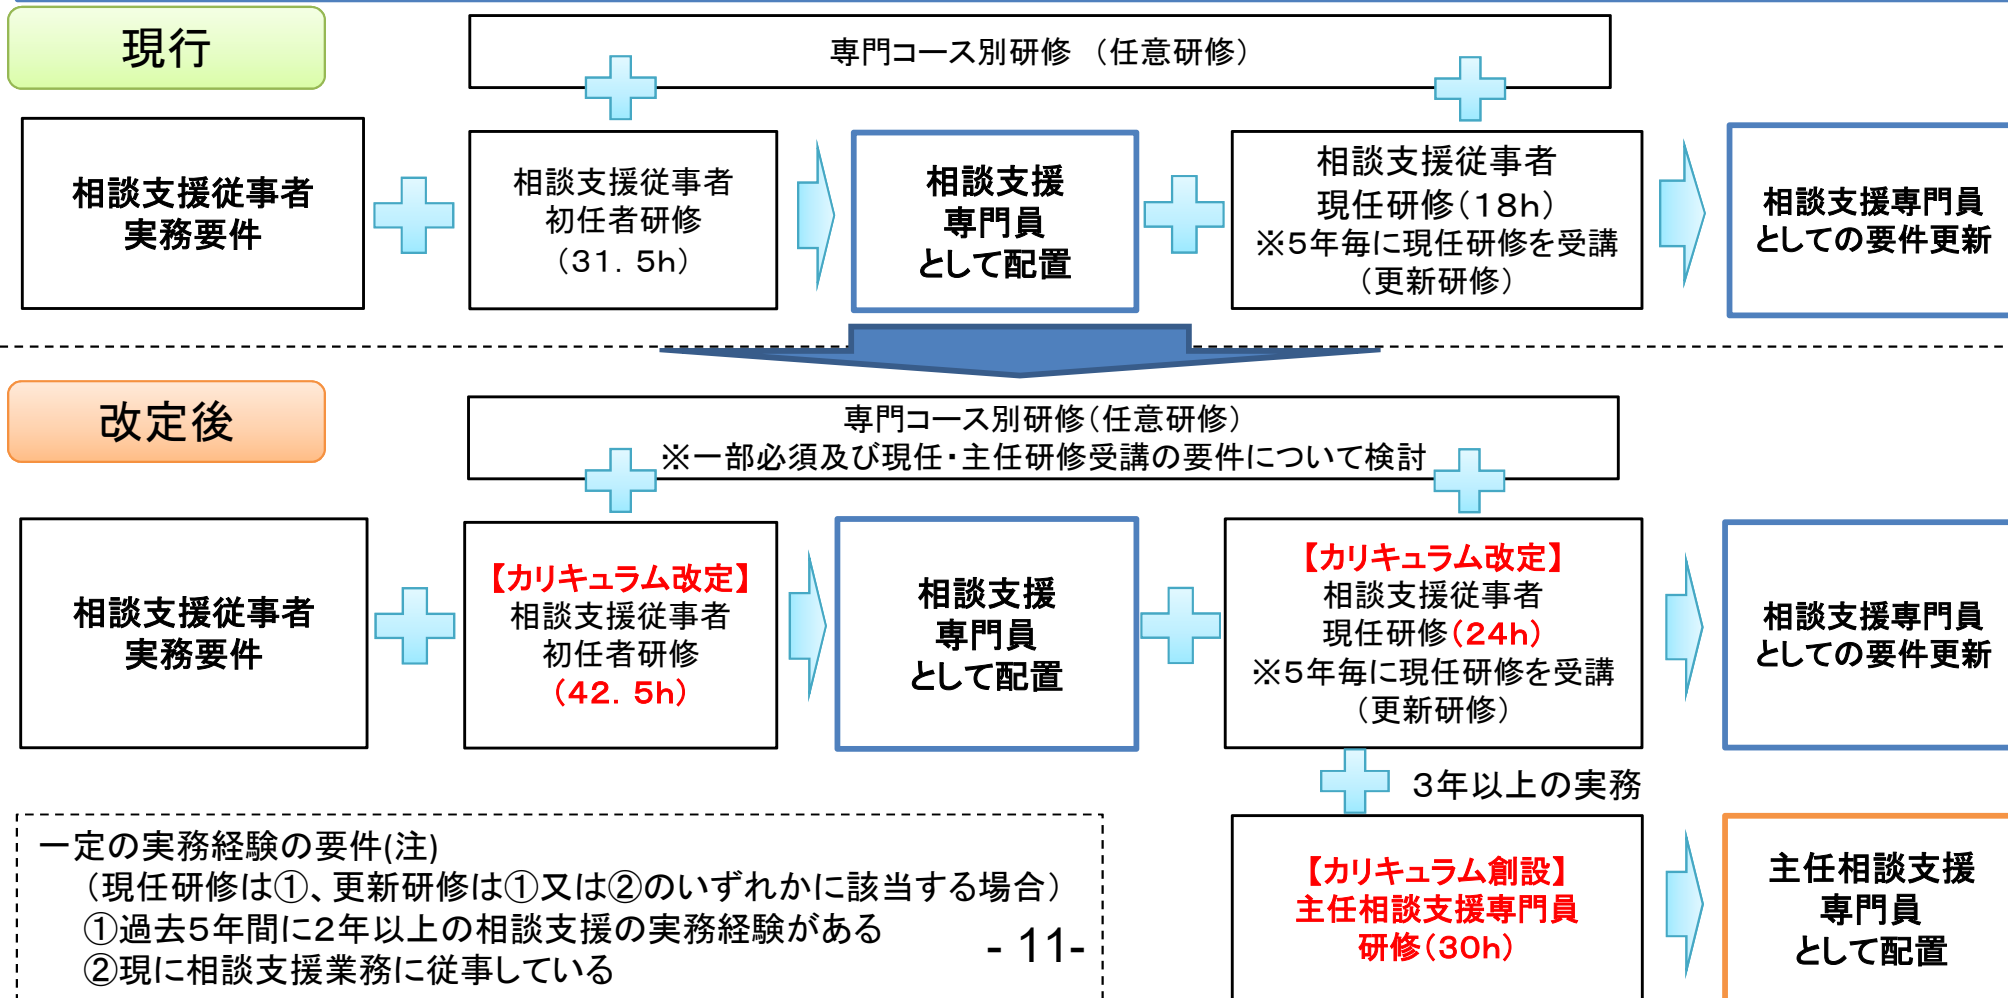 現行
専門コース別研修 （任意研修）
相談支援従事者
実務要件
相談支援従事者
初任者研修
（31．5h）
相談支援
専門員
として配置
相談支援従事者
現任研修（18h）
※5年毎に現任研修を受講
（更新研修）
相談支援専門員
としての要件更新
改定後
専門コース別研修（任意研修）
※一部必須及び現任・主任研修受講の要件について検討
相談支援従事者
実務要件
【カリキュラム改定】
相談支援従事者
初任者研修
（42．5h）
相談支援
専門員
として配置
【カリキュラム改定】
相談支援従事者
現任研修（24h）
※5年毎に現任研修を受講
（更新研修）
相談支援専門員
としての要件更新
3年以上の実務
【カリキュラム創設】
主任相談支援専門員
研修（30h）
主任相談支援
専門員
として配置
一定の実務経験の要件(注)
（現任研修は①、更新研修は①又は②のいずれかに該当する場合）
①過去5年間に2年以上の相談支援の実務経験がある
②現に相談支援業務に従事している
- 11-